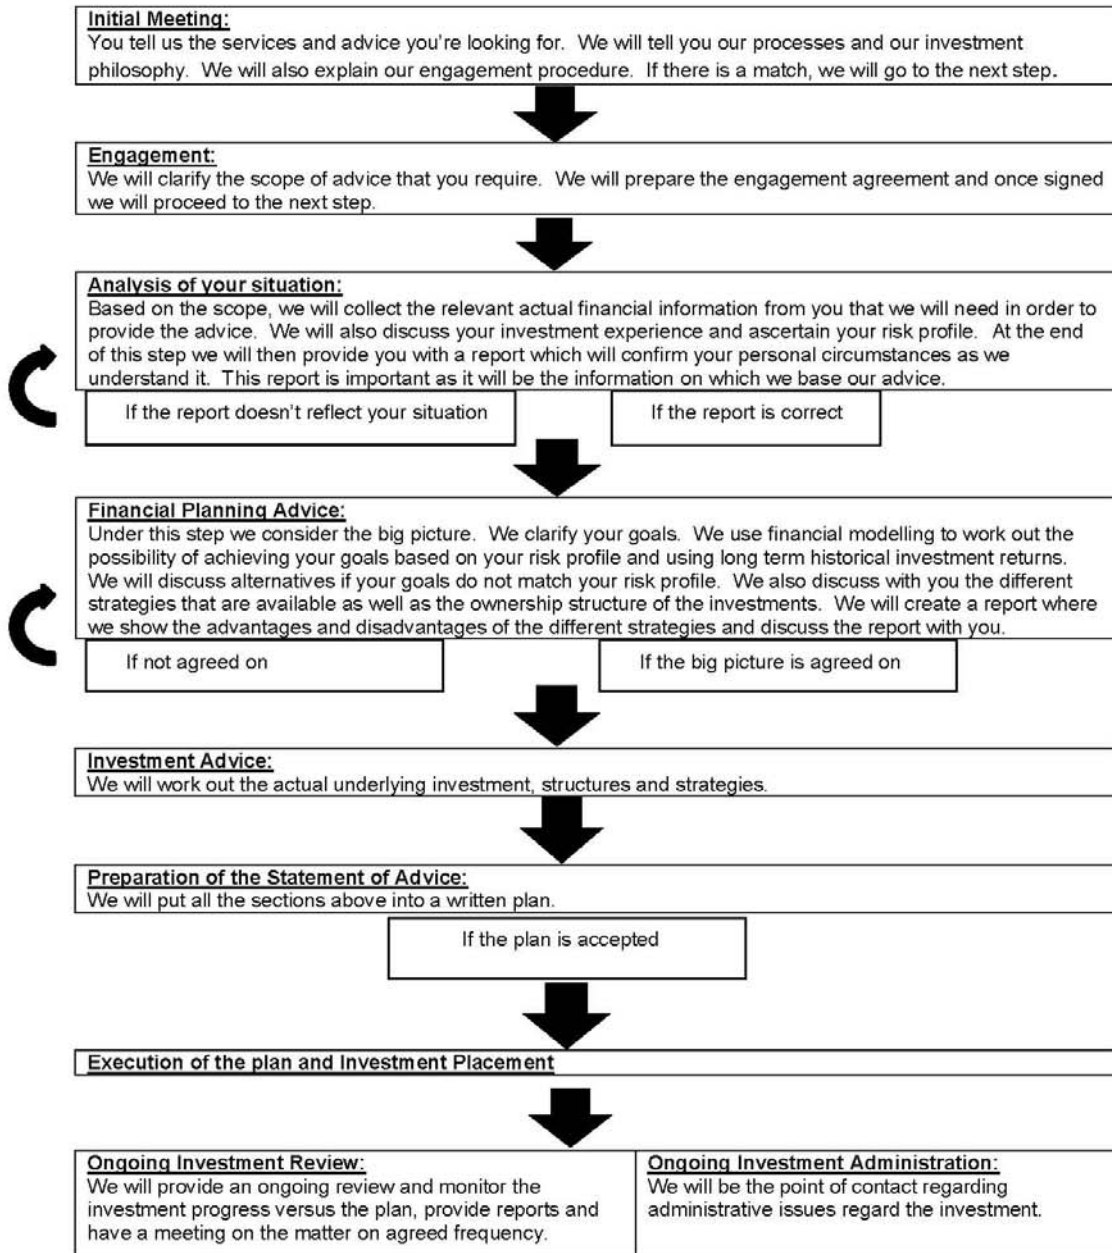 Initial Meeting:
You tell us the services and advice you're looking for. We will tell you our processes and our investment
philosophy. We will also explain our engagement procedure. If there is a match, we will go to the next step.
Engagement:
We will clarify the scope of advice that you require. We will prepare the engagement agreement and once signed
we will proceed to the next step.
Analysis of your situation:
Based on the scope, we will collect the relevant actual financial information from you that we will need in order to
provide the advice. We will also discuss your investment experience and ascertain your risk profile. At the end
of this step we will then provide you with a report which will confirm your personal circumstances as we
understand it. This report is important as it will be the information on which we base our advice.
If the report doesn't reflect your situation
If the report is correct
Financial Planning Advice:
Under this step we consider the big picture. We clarify your goals. We use financial modelling to work out the
possibility of achieving your goals based on your risk profile and using long term historical investment returns.
We will discuss alternatives if your goals do not match your risk profile. We also discuss with you the different
strategies that are available as well as the ownership structure of the investments. We will create a report where
we show the advantages and disadvantages of the different strategies and discuss the report with you.
If not agreed on
If the big picture is agreed on
Investment Advice:
We will work out the actual underlying investment, structures and strategies.
Preparation of the Statement of Advice:
We will put all the sections above into a written plan.
If the plan is accepted
Execution of the plan and Investment Placement
Ongoing Investment Review:
We will provide an ongoing review and monitor the
investment progress versus the plan, provide reports and
have a meeting on the matter on agreed frequency.
Ongoing Investment Administration:
We will be the point of contact regarding
administrative issues regard the investment.